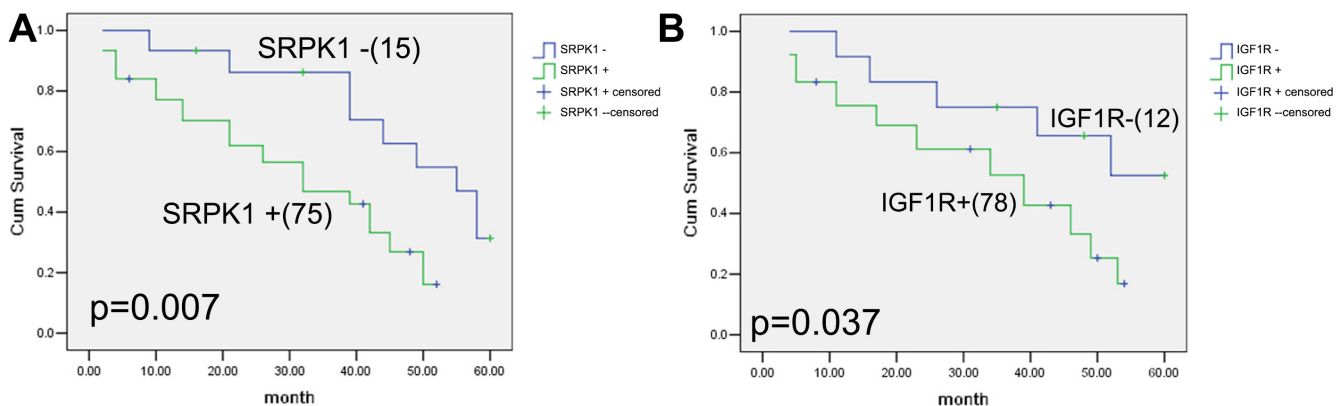 A
SRPK1 -(15)
SRPK1 +(75)
p=0.007
Cum Survival
1.0
0.8
0.6
0.4
0.2
0.0
0.00 10.00 20.00 30.00 40.00 50.00 60.00
month
SRPK1 -
SRPK1 +
SRPK1 + censored
SRPK1 --censored
B
IGF1R-(12)
IGF1R+(78)
p=0.037
Cum Survival
1.0
0.8
0.6
0.4
0.2
0.0
0.00 10.00 20.00 30.00 40.00 50.00 60.00
month
IGF1R -
IGF1R +
IGF1R + censored
IGF1R --censored